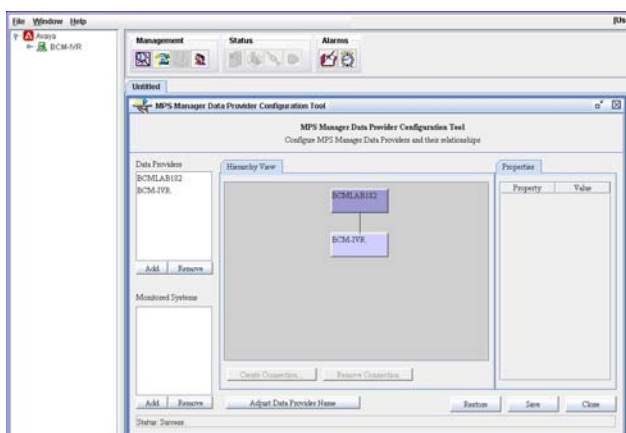 File Window Help
[Us
Avaya
BCM-IVR
Management
Status
Alarms
Untitled
MPS Manager Data Provider Configuration Tool
MPS Manager Data Provider Configuration Tool
Configure MPS Manager Data Providers and their relationships
Data Providers
BCMLAB182
BCM-IVR
Add Remove
Monitored Systems
Add Remove
Hierarchy View
BCMLAB182
BCM-IVR
Create Connection... Remove Connection
Properties
Property Value
Adjust Data Provider Name
Restore Save Close
Status: Success